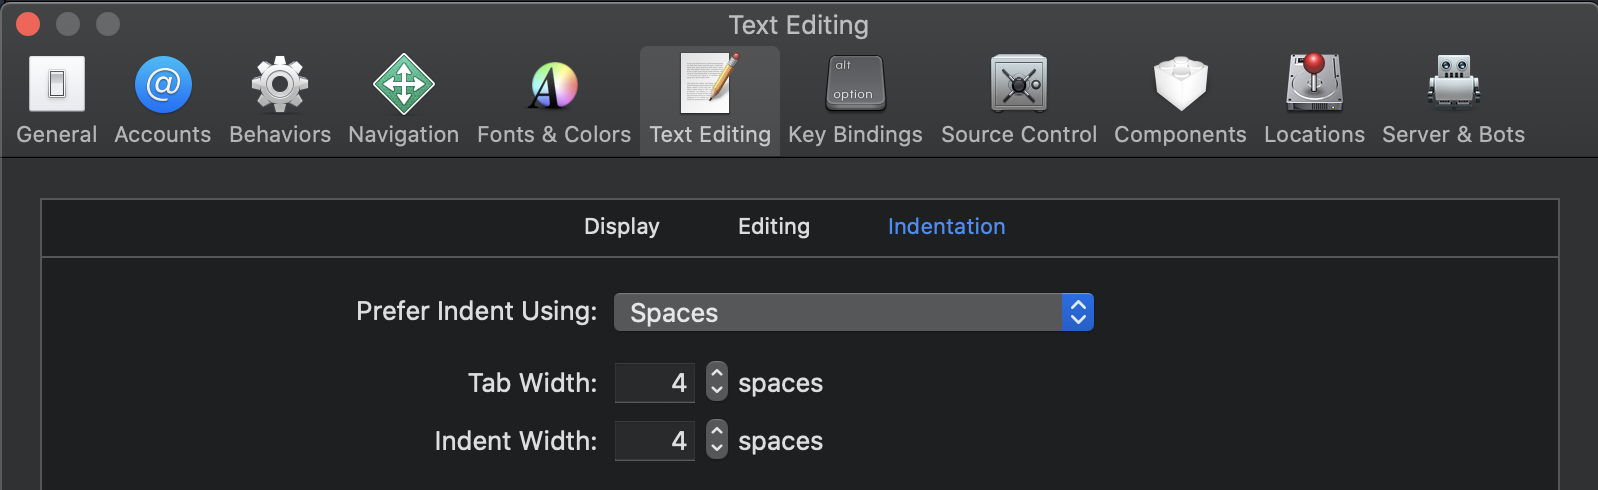 Text Editing
alt
option
General Accounts Behaviors Navigation Fonts & Colors Text Editing Key Bindings Source Control Components Locations Server & Bots
Display Editing Indentation
Prefer Indent Using: Spaces
Tab Width: 4 spaces
Indent Width: 4 spaces